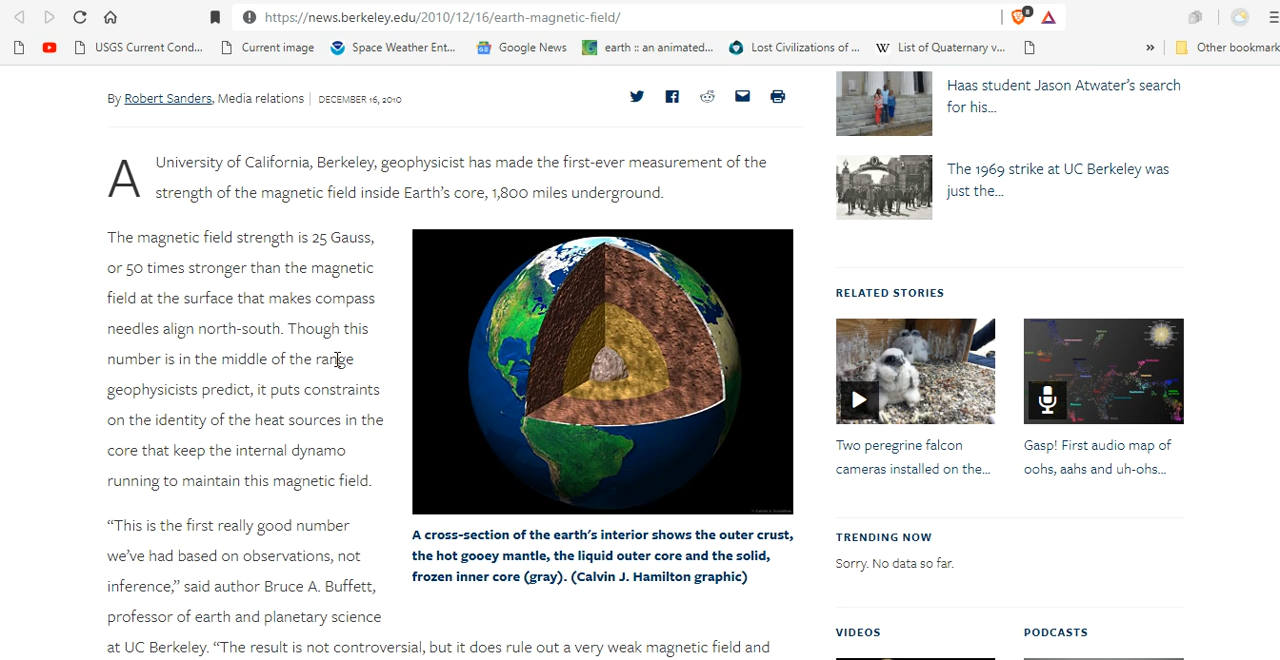 https://news.berkeley.edu/2010/12/16/earth-magnetic-field/
8
USGS Current Cond...
Current image
Space Weather Ent...
Google News
earth :: an animated...
Lost Civilizations of ...
W List of Quaternary v...
»
Other bookmark
By Robert Sanders, Media relations | DECEMBER 16, 2010
A University of California, Berkeley, geophysicist has made the first-ever measurement of the
strength of the magnetic field inside Earth's core, 1,800 miles underground.
The magnetic field strength is 25 Gauss,
or 50 times stronger than the magnetic
field at the surface that makes compass
needles align north-south. Though this
number is in the middle of the range
geophysicists predict, it puts constraints
on the identity of the heat sources in the
core that keep the internal dynamo
running to maintain this magnetic field.
“This is the first really good number
we've had based on observations, not
inference,” said author Bruce A. Buffett,
professor of earth and planetary science
at UC Berkeley. “The result is not controversial, but it does rule out a very weak magnetic field and
A cross-section of the earth's interior shows the outer crust,
the hot gooey mantle, the liquid outer core and the solid,
frozen inner core (gray). (Calvin J. Hamilton graphic)
Haas student Jason Atwater's search
for his...
The 1969 strike at UC Berkeley was
just the...
RELATED STORIES
Two peregrine falcon
cameras installed on the...
Gasp! First audio map of
oohs, aahs and uh-ohs...
TRENDING NOW
Sorry. No data so far.
VIDEOS
PODCASTS